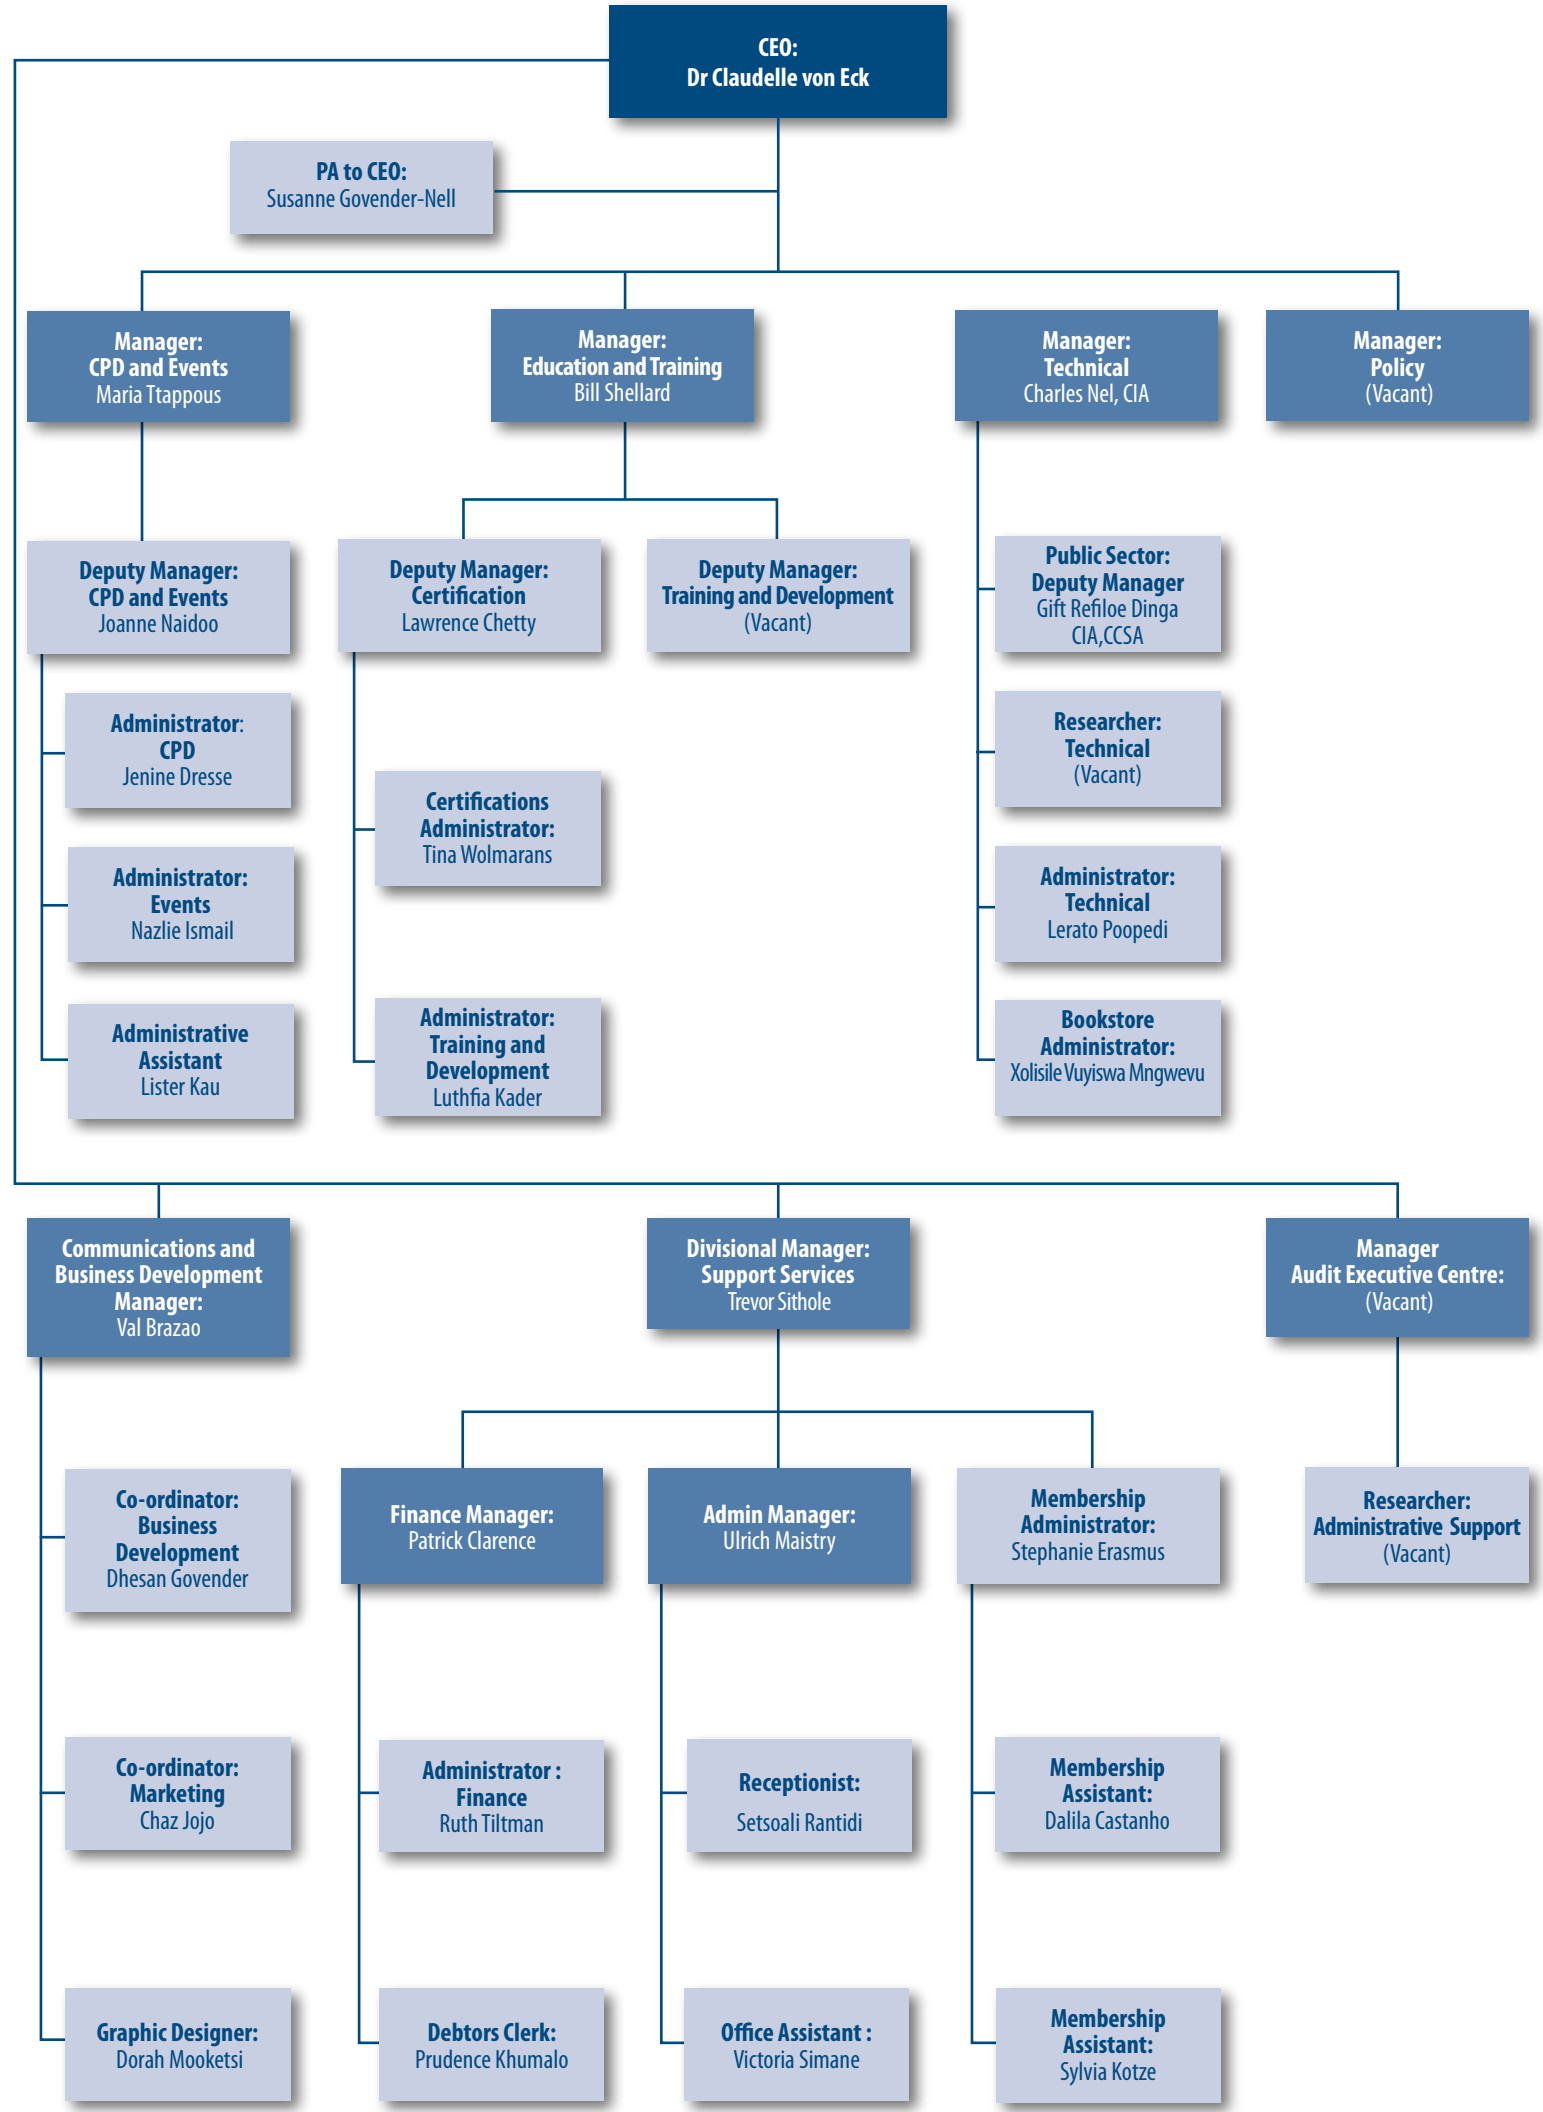 CEO:
Dr Claudelle von Eck
PA to CEO:
Susanne Govender-Nell
Manager:
CPD and Events
Maria Ttappous
Manager:
Education and Training
Bill Shellard
Manager:
Technical
Charles Nel, CIA
Manager:
Policy
(Vacant)
Deputy Manager:
CPD and Events
Joanne Naidoo
Administrator:
CPD
Jenine Dresse
Administrator:
Events
Nazlie Ismail
Administrative
Assistant
Lister Kau
Deputy Manager:
Certification
Lawrence Chetty
Deputy Manager:
Training and Development
(Vacant)
Certifications
Administrator:
Tina Wolmarans
Administrator:
Training and
Development
Luthfia Kader
Public Sector:
Deputy Manager
Gift Refiloe Dinga
CIA,CCSA
Researcher:
Technical
(Vacant)
Administrator:
Technical
Lerato Poopedi
Bookstore
Administrator:
Xolisile Vuyiswa Mngwevu
Communications and
Business Development
Manager:
Val Brazao
Divisional Manager:
Support Services
Trevor Sithole
Manager
Audit Executive Centre:
(Vacant)
Co-ordinator:
Business
Development
Dhesan Govender
Co-ordinator:
Marketing
Chaz Jojo
Graphic Designer:
Dorah Mooketsi
Finance Manager:
Patrick Clarence
Administrator :
Finance
Ruth Tiltman
Debtors Clerk:
Prudence Khumalo
Admin Manager:
Ulrich Maistry
Receptionist:
Setsoali Rantidi
Office Assistant :
Victoria Simane
Membership
Administrator:
Stephanie Erasmus
Membership
Assistant:
Dalila Castanho
Membership
Assistant:
Sylvia Kotze
Researcher:
Administrative Support
(Vacant)